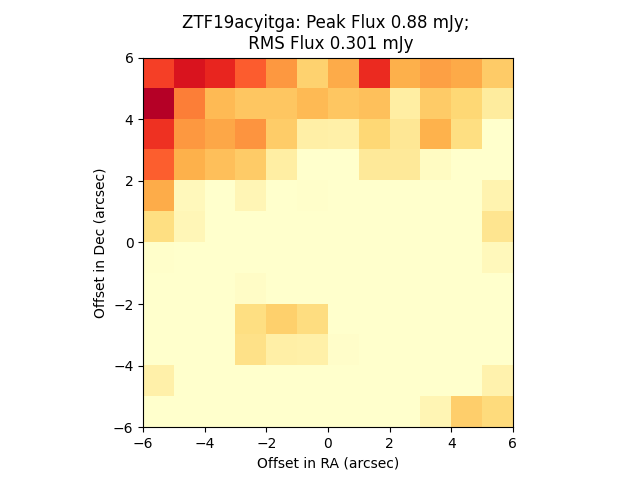 ZTF19acyitga: Peak Flux 0.88 mJy;
RMS Flux 0.301 mJy
6
4
2
0
−2
−4
−6
Offset in Dec (arcsec)
−6 −4 −2 0 2 4 6
Offset in RA (arcsec)